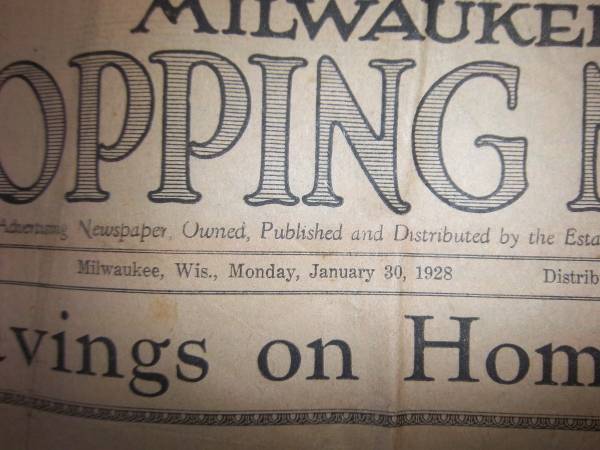 MILWAUKEE
OPPING N
Advertising Newspaper, Owned, Published and Distributed by the Esta
Milwaukee, Wis., Monday, January 30, 1928 Distrib
vings on Hom